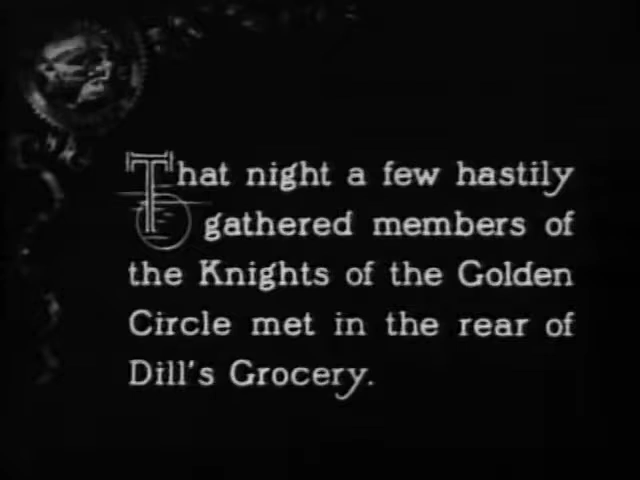 That night a few hastily
gathered members of
the Knights of the Golden
Circle met in the rear of
Dill's Grocery.